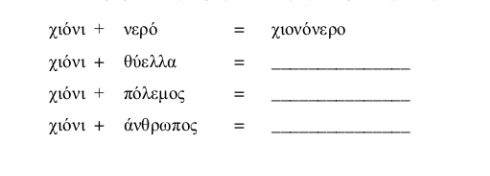 χιόνι + νερό = χιονόνερο
χιόνι + θύελλα = _______________
χιόνι + πόλεμος = _______________
χιόνι + άνθρωπος = _______________